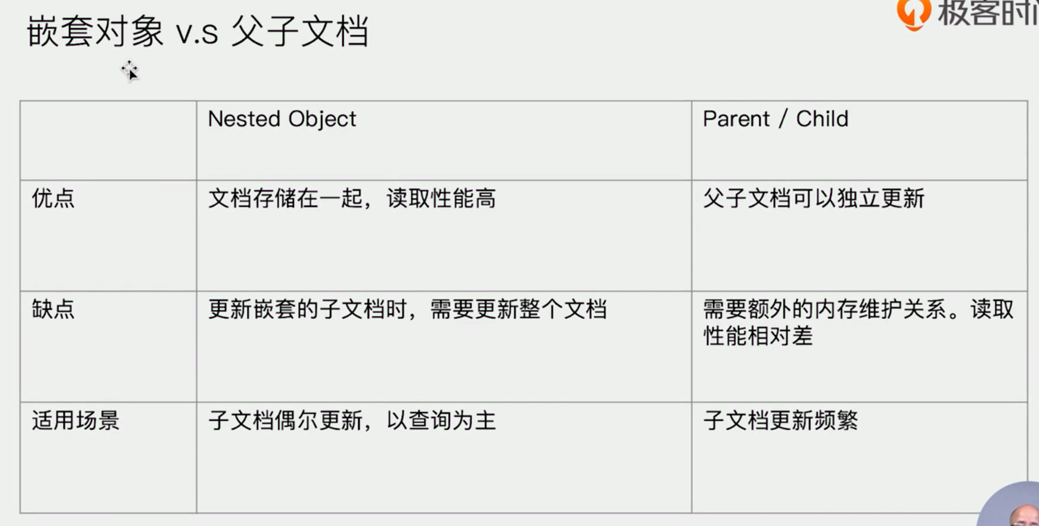 嵌套对象 v.s 父子文档
极客时间
Nested Object
Parent / Child
优点
文档存储在一起，读取性能高
父子文档可以独立更新
缺点
更新嵌套的子文档时，需要更新整个文档
需要额外的内存维护关系。读取
性能相对差
适用场景
子文档偶尔更新，以查询为主
子文档更新频繁